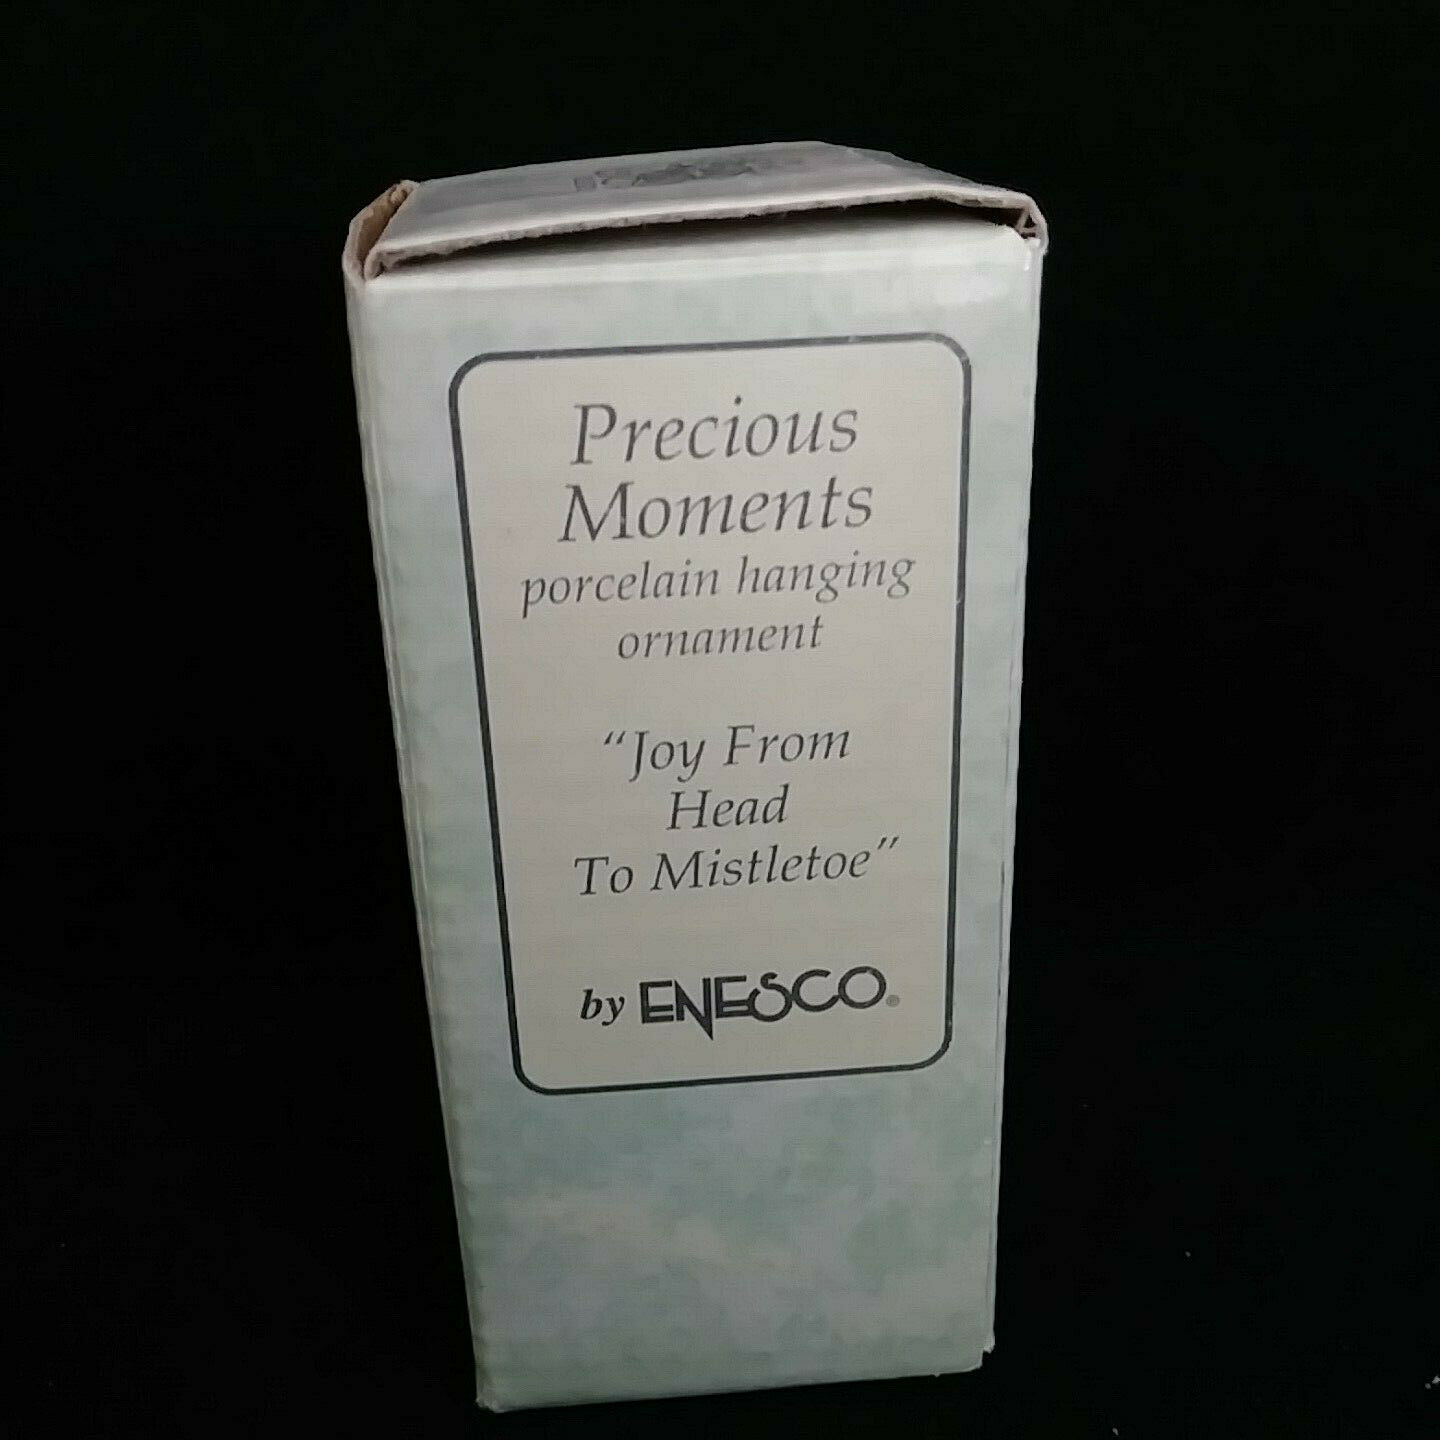 Precious
Moments
porcelain hanging
ornament
"Joy From
Head
To Mistletoe"
by ENESCO®